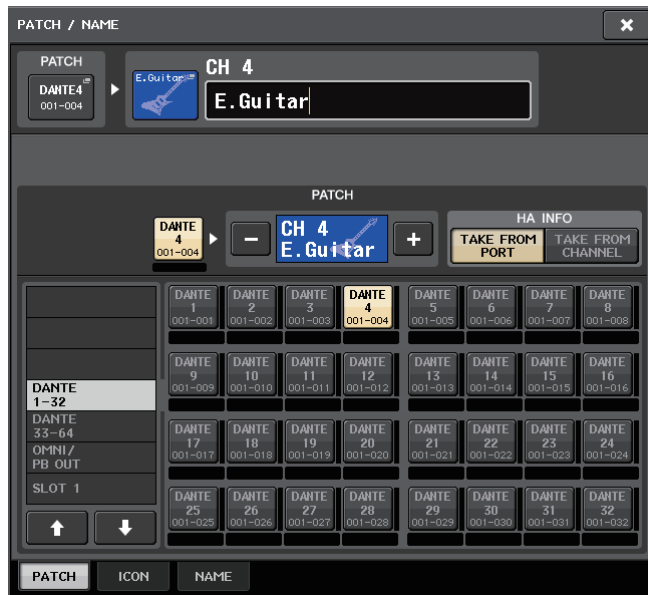 PATCH / NAME
PATCH
DANTE4
001-004
E.Guitar
CH 4
E.Guitar
PATCH
DANTE
4
001-004
−
CH 4
E.Guitar
+
HA INFO
TAKE FROM
PORT
TAKE FROM
CHANNEL
DANTE
1-32
DANTE
33-64
OMNI/
PB OUT
SLOT 1
DANTE
1
001-001
DANTE
2
001-002
DANTE
3
001-003
DANTE
4
001-004
DANTE
5
001-005
DANTE
6
001-006
DANTE
7
001-007
DANTE
8
001-008
DANTE
9
001-009
DANTE
10
001-010
DANTE
11
001-011
DANTE
12
001-012
DANTE
13
001-013
DANTE
14
001-014
DANTE
15
001-015
DANTE
16
001-016
DANTE
17
001-017
DANTE
18
001-018
DANTE
19
001-019
DANTE
20
001-020
DANTE
21
001-021
DANTE
22
001-022
DANTE
23
001-023
DANTE
24
001-024
DANTE
25
001-025
DANTE
26
001-026
DANTE
27
001-027
DANTE
28
001-028
DANTE
29
001-029
DANTE
30
001-030
DANTE
31
001-031
DANTE
32
001-032
PATCH
ICON
NAME